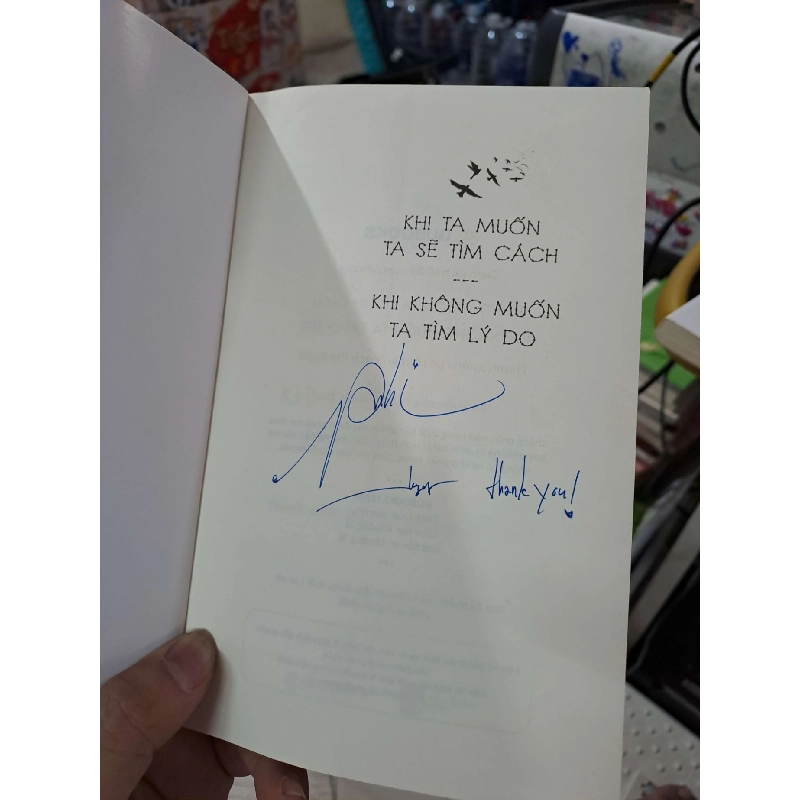 KHI TA MUỐN
TA SẼ TÌM CÁCH
---
KHI KHÔNG MUỐN
TA TÌM LÝ DO
thank you!